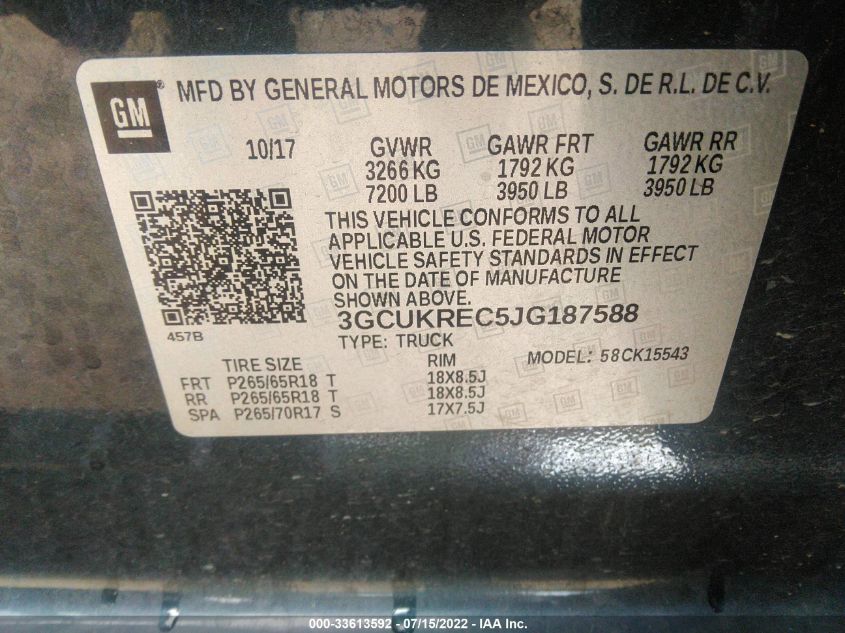 GM
MFD BY GENERAL MOTORS DE MEXICO, S. DE R.L. DE C.V.
10/17 GVWR GAWR FRT GAWR RR
3266 KG 1792 KG 1792 KG
7200 LB 3950 LB 3950 LB
THIS VEHICLE CONFORMS TO ALL
APPLICABLE U.S. FEDERAL MOTOR
VEHICLE SAFETY STANDARDS IN EFFECT
ON THE DATE OF MANUFACTURE
SHOWN ABOVE.
3GCUKREC5JG187588
457B
TYPE: TRUCK MODEL: 58CK15543
TIRE SIZE RIM
FRT P265/65R18 T 18X8.5J
RR P265/65R18 T 18X8.5J
SPA P265/70R17 S 17X7.5J
000-33613592 - 07/15/2022 - IAA Inc.